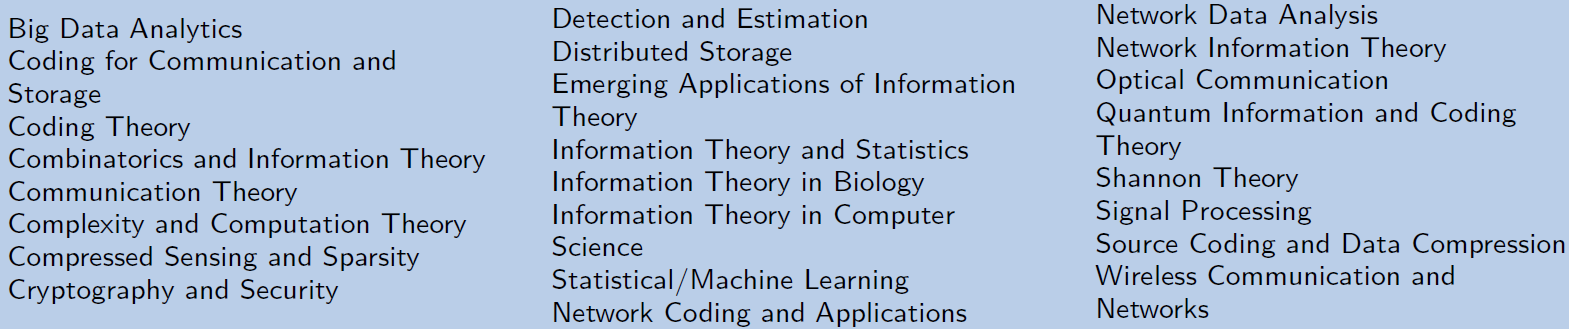 Big Data Analytics
Coding for Communication and
Storage
Coding Theory
Combinatorics and Information Theory
Communication Theory
Complexity and Computation Theory
Compressed Sensing and Sparsity
Cryptography and Security
Detection and Estimation
Distributed Storage
Emerging Applications of Information
Theory
Information Theory and Statistics
Information Theory in Biology
Information Theory in Computer
Science
Statistical/Machine Learning
Network Coding and Applications
Network Data Analysis
Network Information Theory
Optical Communication
Quantum Information and Coding
Theory
Shannon Theory
Signal Processing
Source Coding and Data Compression
Wireless Communication and
Networks